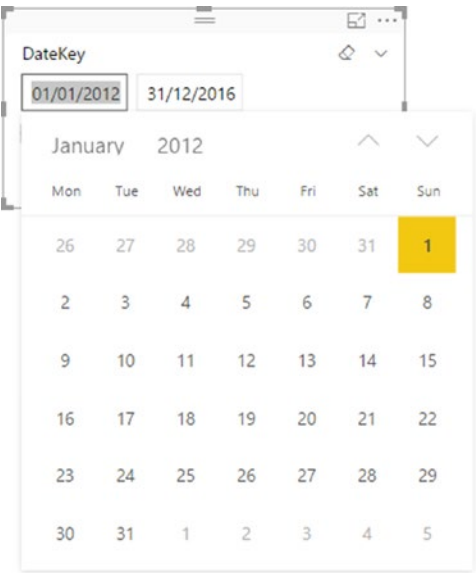 DateKey
01/01/2012 31/12/2016
January 2012
Mon Tue Wed Thu Fri Sat Sun
26 27 28 29 30 31 1
2 3 4 5 6 7 8
9 10 11 12 13 14 15
16 17 18 19 20 21 22
23 24 25 26 27 28 29
30 31 1 2 3 4 5